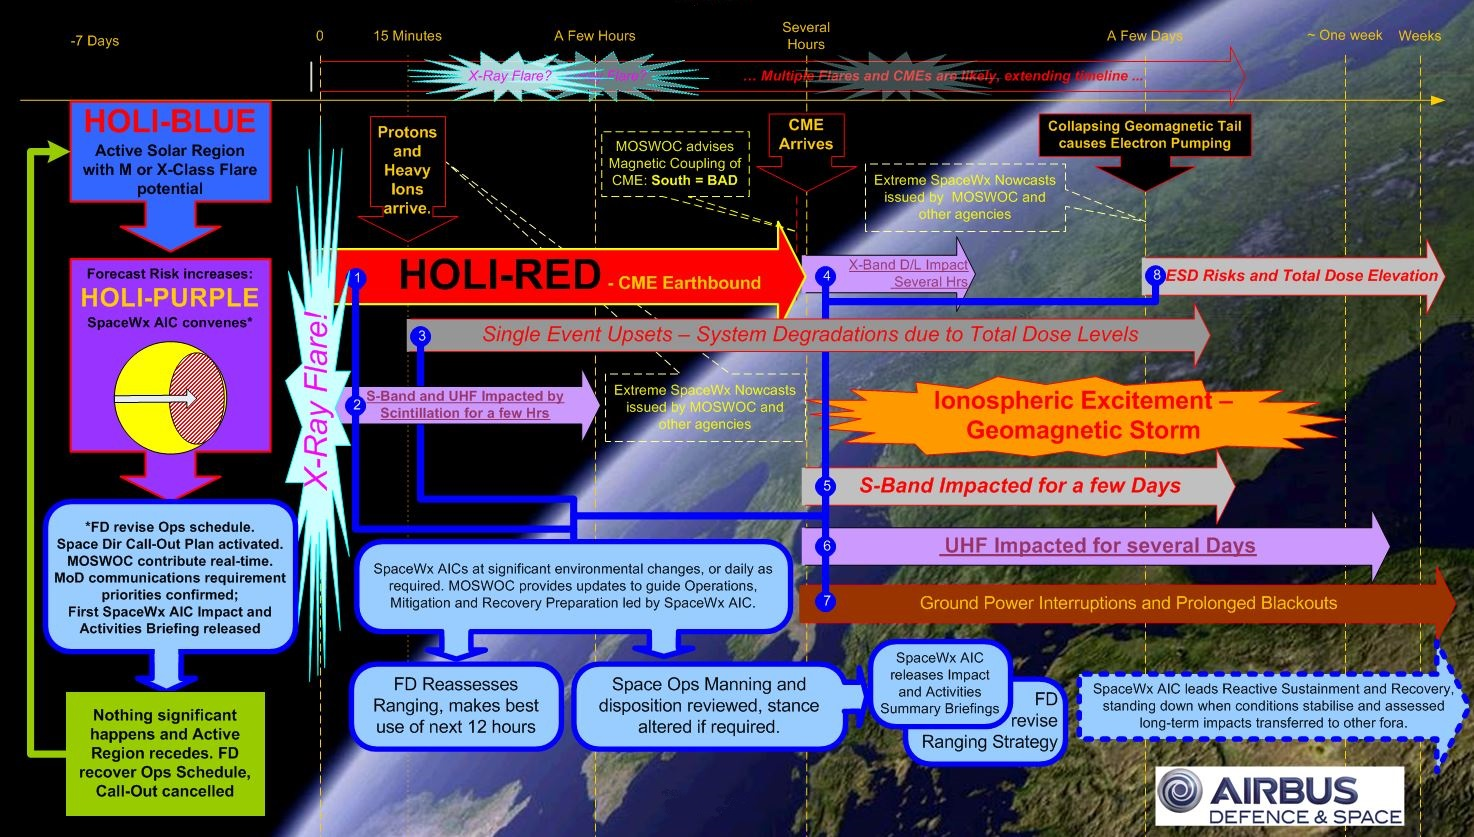 -7 Days
0
15 Minutes
A Few Hours
Several
Hours
A Few Days
~ One week
Weeks
X-Ray Flare?
Flare?
... Multiple Flares and CMEs are likely, extending timeline ...
HOLI-BLUE
Active Solar Region
with M or X-Class Flare
potential
Forecast Risk increases:
HOLI-PURPLE
SpaceWx AIC convenes*
*FD revise Ops schedule.
Space Dir Call-Out Plan activated.
MOSWOC contribute real-time.
MoD communications requirement
priorities confirmed;
First SpaceWx AIC Impact and
Activities Briefing released
Nothing significant
happens and Active
Region recedes. FD
recover Ops Schedule,
Call-Out cancelled
X-Ray Flare!
Protons
and
Heavy
Ions
arrive.
MOSWOC advises
Magnetic Coupling of
CME: South = BAD
CME
Arrives
Extreme SpaceWx Nowcasts
issued by MOSWOC and
other agencies
Collapsing Geomagnetic Tail
causes Electron Pumping
1
HOLI-RED - CME Earthbound
4
X-Band D/L Impact
Several Hrs
8
ESD Risks and Total Dose Elevation
3
Single Event Upsets – System Degradations due to Total Dose Levels
2
S-Band and UHF Impacted by
Scintillation for a few Hrs
Extreme SpaceWx Nowcasts
issued by MOSWOC and
other agencies
Ionospheric Excitement –
Geomagnetic Storm
5
S-Band Impacted for a few Days
6
UHF Impacted for several Days
7
Ground Power Interruptions and Prolonged Blackouts
SpaceWx AICs at significant environmental changes, or daily as
required. MOSWOC provides updates to guide Operations,
Mitigation and Recovery Preparation led by SpaceWx AIC.
FD Reassesses
Ranging, makes best
use of next 12 hours
Space Ops Manning and
disposition reviewed, stance
altered if required.
SpaceWx AIC
releases Impact
and Activities
Summary Briefings
FD
revise
Ranging Strategy
SpaceWx AIC leads Reactive Sustainment and Recovery,
standing down when conditions stabilise and assessed
long-term impacts transferred to other fora.
AIRBUS
DEFENCE & SPACE